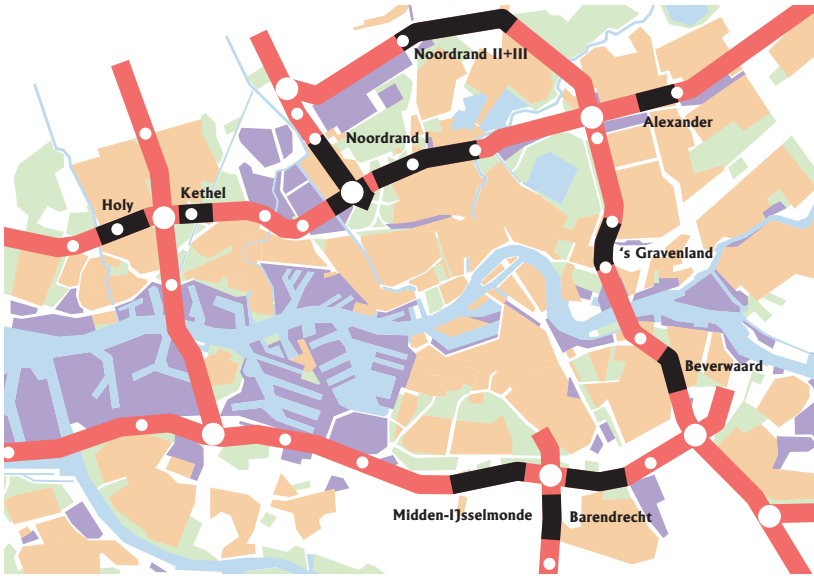 Noordrand II+III
Alexander
Noordrand I
Kethel
Holy
‘s Gravenland
Beverwaard
Midden-IJsselmonde
Barendrecht